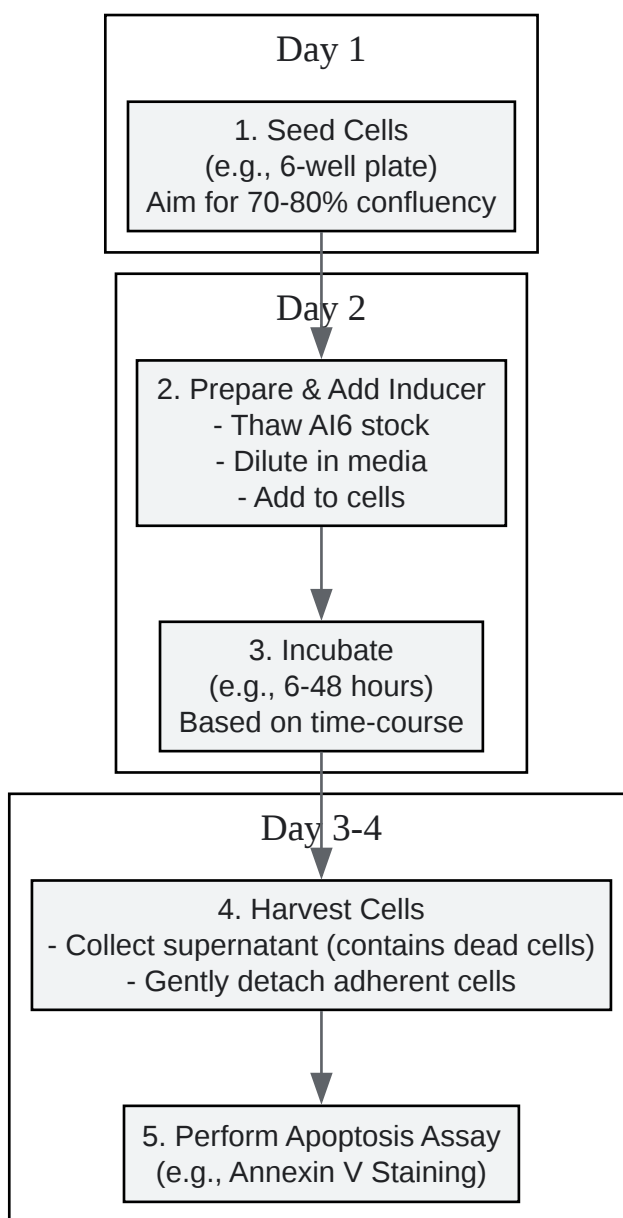 Day 1
1. Seed Cells
(e.g., 6-well plate)
Aim for 70-80% confluency
Day 2
2. Prepare & Add Inducer
- Thaw AI6 stock
- Dilute in media
- Add to cells
3. Incubate
(e.g., 6-48 hours)
Based on time-course
Day 3-4
4. Harvest Cells
- Collect supernatant (contains dead cells)
- Gently detach adherent cells
5. Perform Apoptosis Assay
(e.g., Annexin V Staining)